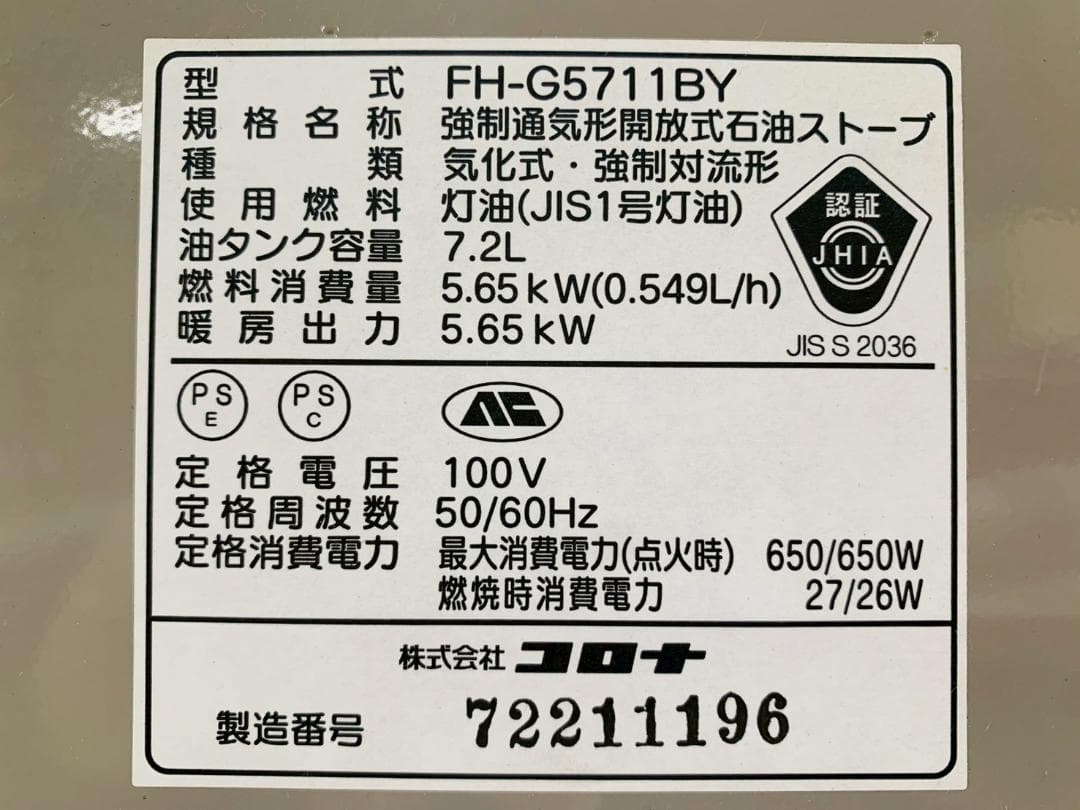 型式 FH-G5711BY
規格名称 強制通気形開放式石油ストーブ
種類 気化式・強制対流形
使用燃料 灯油(JIS1号灯油)
油タンク容量 7.2L
燃料消費量 5.65kW(0.549L/h)
暖房出力 5.65kW
認証
JHIA
JIS S 2036
PS E PS C
定格電圧 100V
定格周波数 50/60Hz
定格消費電力 最大消費電力(点火時) 650/650W
燃焼時消費電力 27/26W
株式会社 コロナ
製造番号 72211196